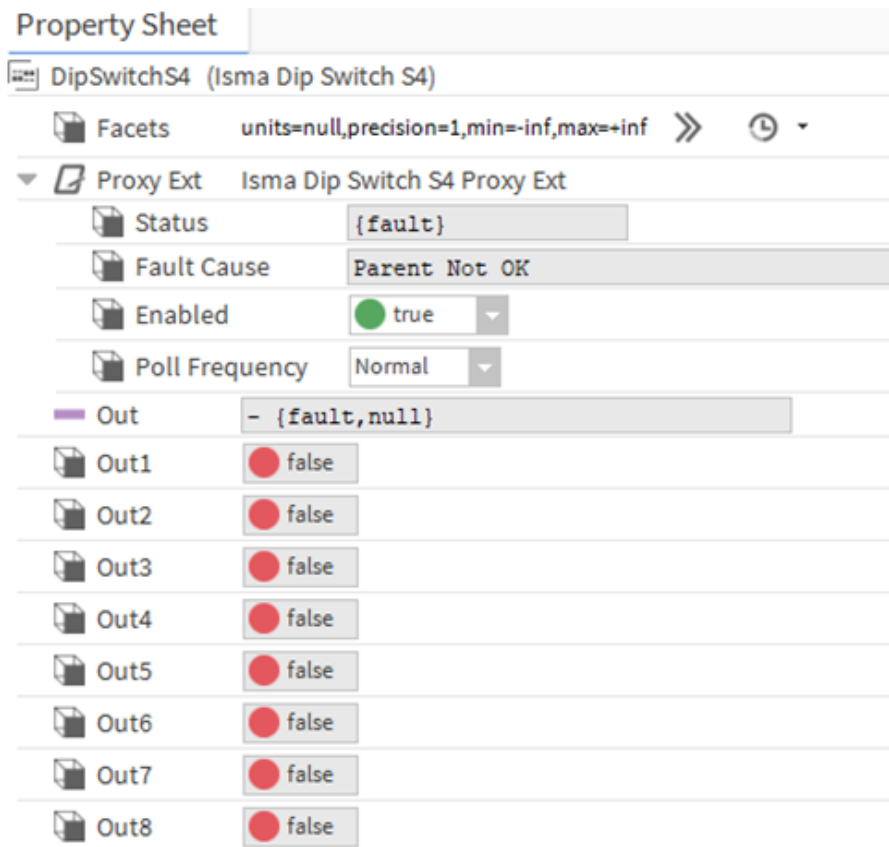 Property Sheet
DipSwitchS4 (Isma Dip Switch S4)
Facets units=null,precision=1,min=-inf,max=+inf
Proxy Ext Isma Dip Switch S4 Proxy Ext
Status {fault}
Fault Cause Parent Not OK
Enabled true
Poll Frequency Normal
Out - {fault,null}
Out1 false
Out2 false
Out3 false
Out4 false
Out5 false
Out6 false
Out7 false
Out8 false